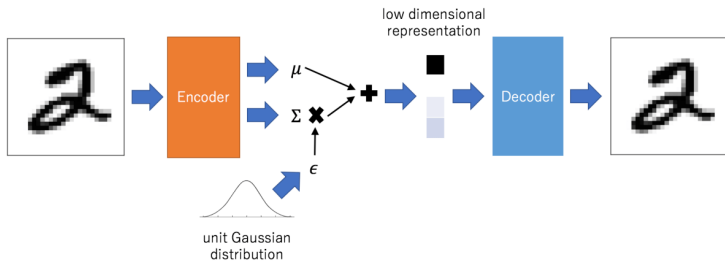 low dimensional
representation
Encoder
μ
Σ
ϵ
Decoder
unit Gaussian
distribution